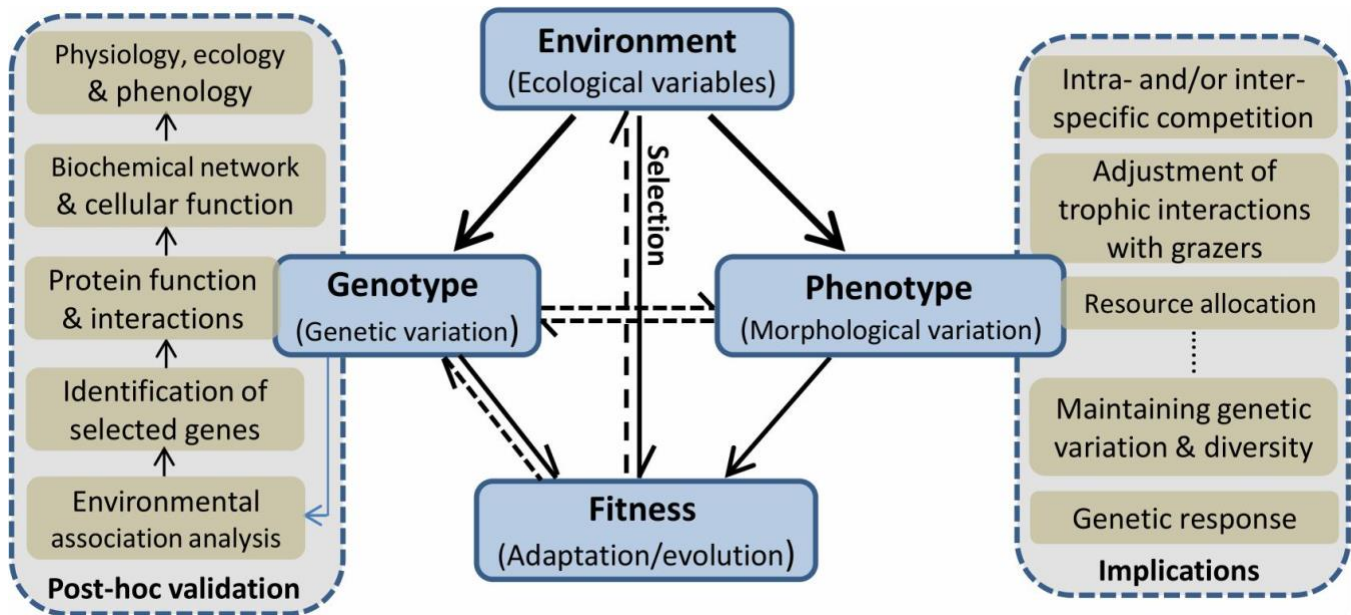 Physiology, ecology
& phenology
Biochemical network
& cellular function
Protein function
& interactions
Identification of
selected genes
Environmental
association analysis
Post-hoc validation
Environment
(Ecological variables)
Selection
Genotype
(Genetic variation)
Phenotype
(Morphological variation)
Fitness
(Adaptation/evolution)
Intra- and/or inter-
specific competition
Adjustment of
trophic interactions
with grazers
Resource allocation
Maintaining genetic
variation & diversity
Genetic response
Implications